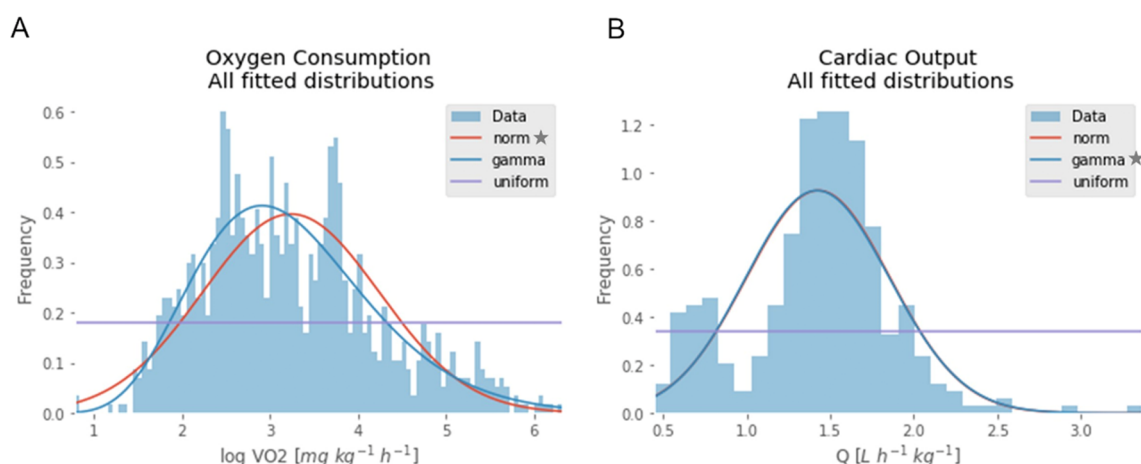 A
Oxygen Consumption
All fitted distributions
Frequency
0.6
0.5
0.4
0.3
0.2
0.1
0.0
1 2 3 4 5 6
log VO2 [mg kg⁻¹ h⁻¹]
Data
norm ★
gamma
uniform
B
Cardiac Output
All fitted distributions
Frequency
1.2
1.0
0.8
0.6
0.4
0.2
0.0
0.5 1.0 1.5 2.0 2.5 3.0
Q [L h⁻¹ kg⁻¹]
Data
norm
gamma ★
uniform